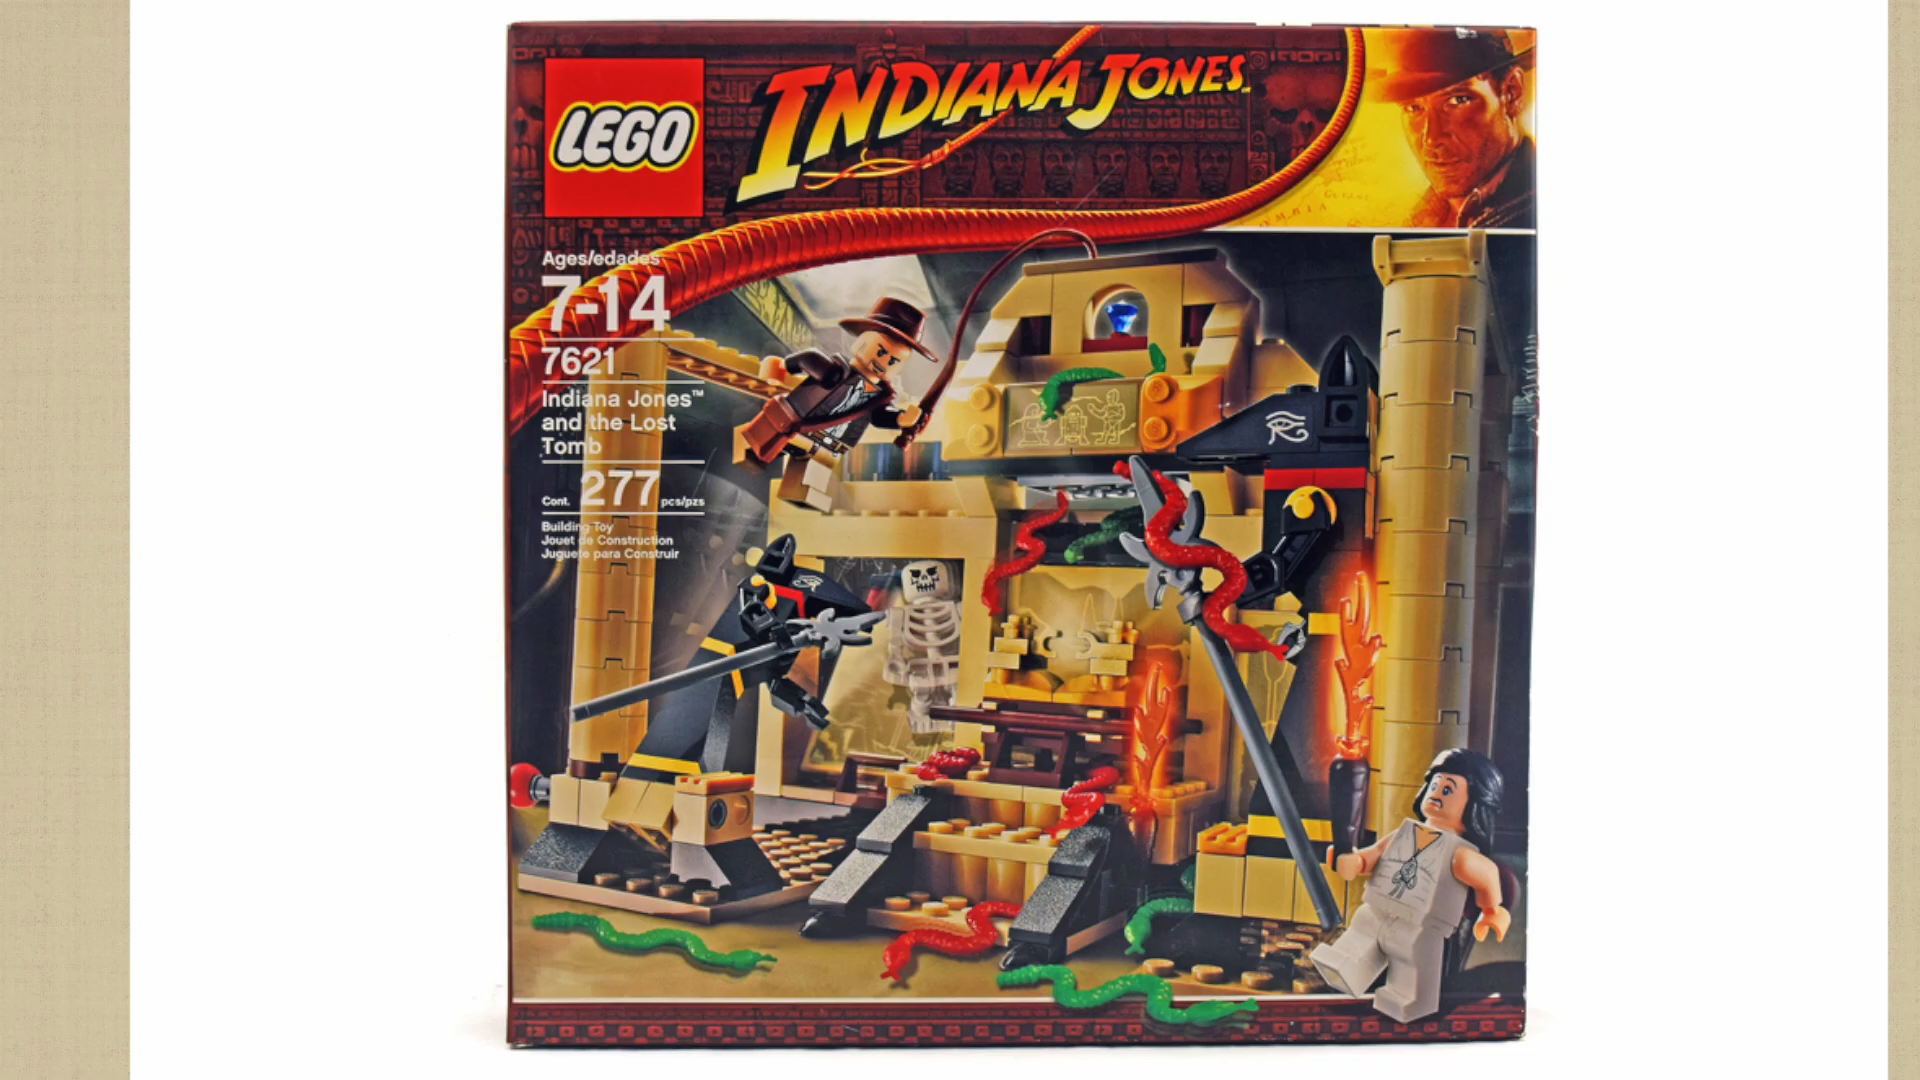 LEGO
INDIANA JONES
Ages/edades
7-14
7621
Indiana Jones™
and the Lost
Tomb
Cont. 277 pcs/pzs
Building Toy
Jouet de Construction
Juguete para Construir